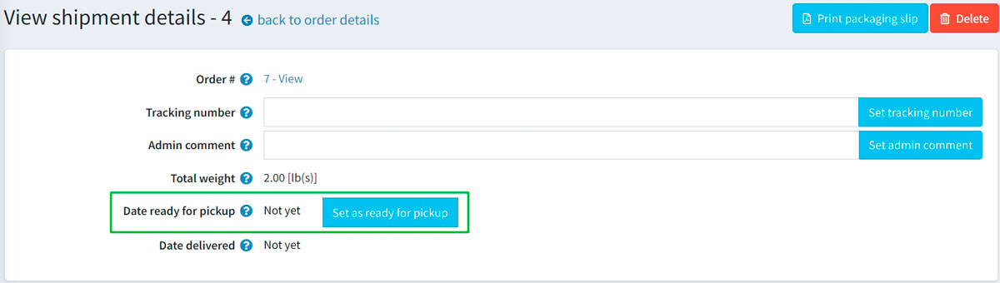 View shipment details - 4 back to order details Print packaging slip Delete
Order # ? 7 - View
Tracking number ? Set tracking number
Admin comment ? Set admin comment
Total weight ? 2.00 [lb(s)]
Date ready for pickup ? Not yet Set as ready for pickup
Date delivered ? Not yet